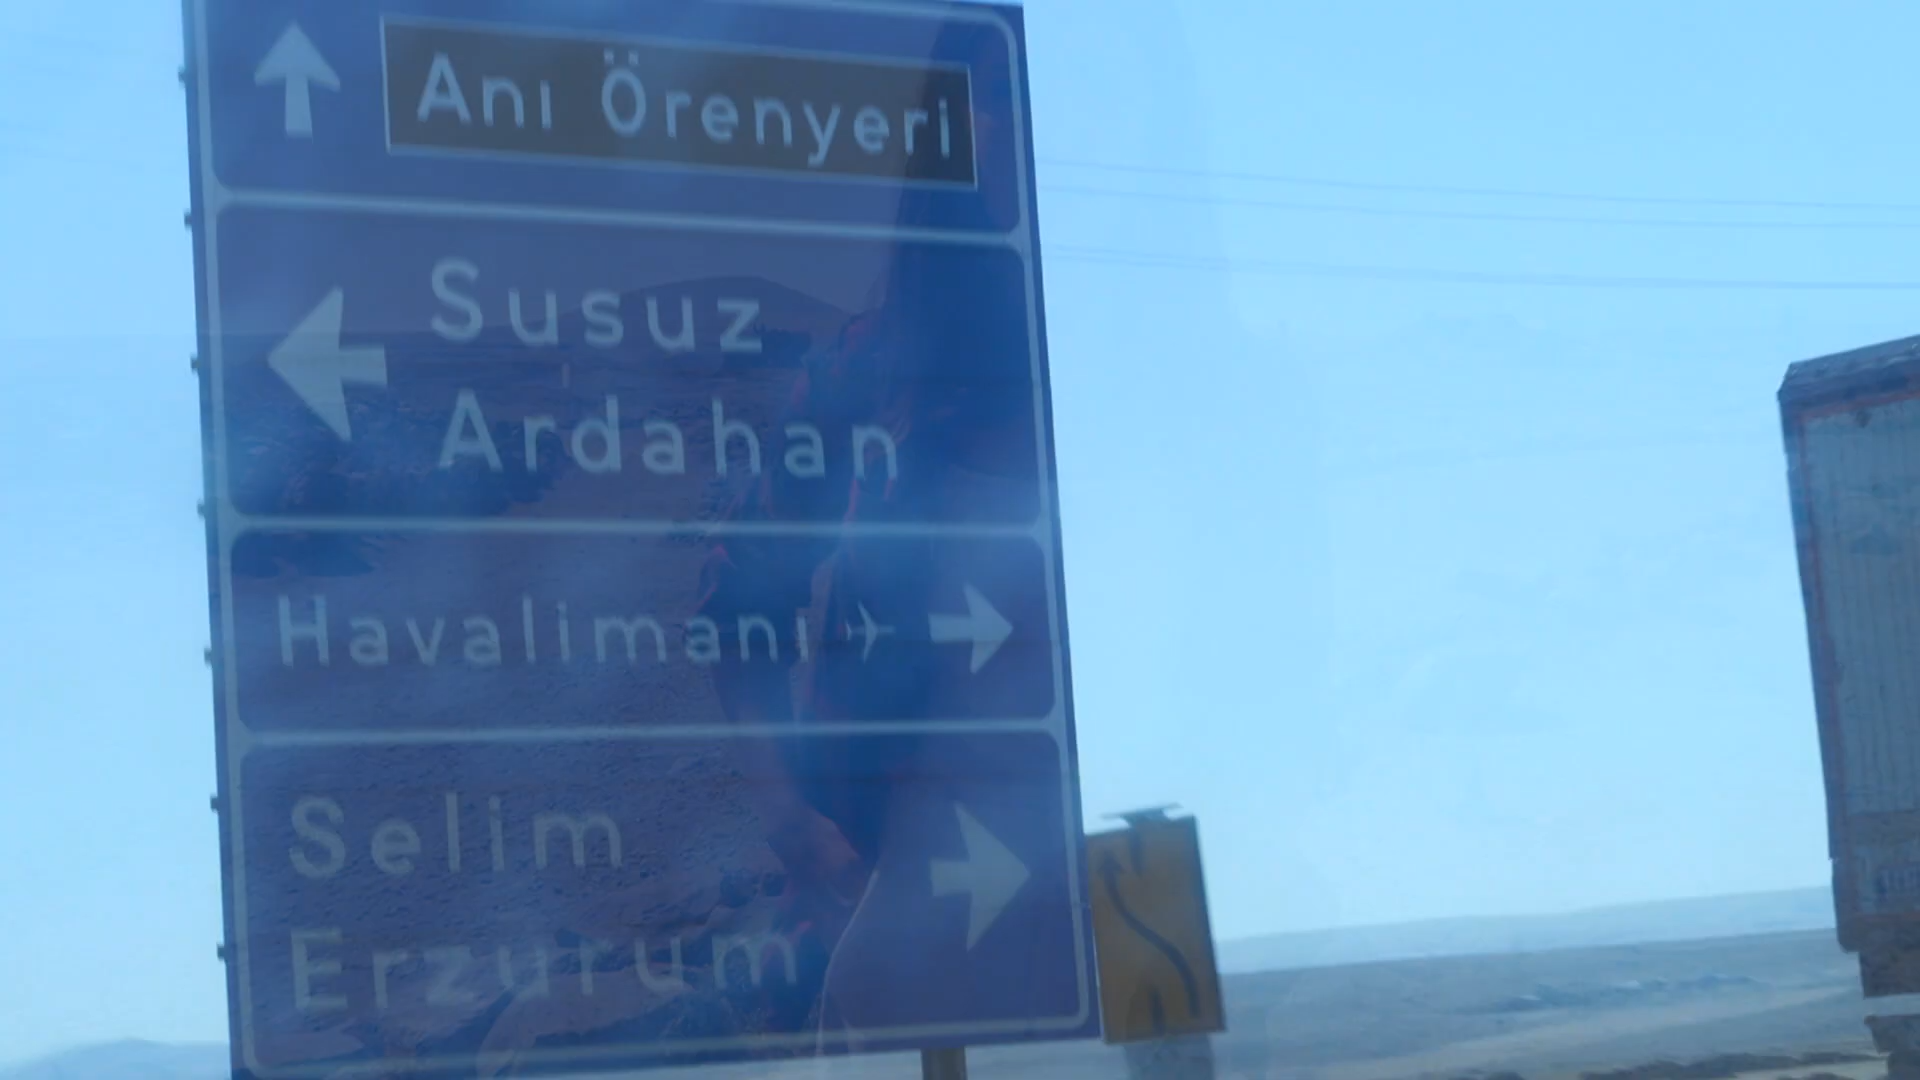 Anı Örenyeri
Susuz
Ardahan
Havalimanı
Selim
Erzurum